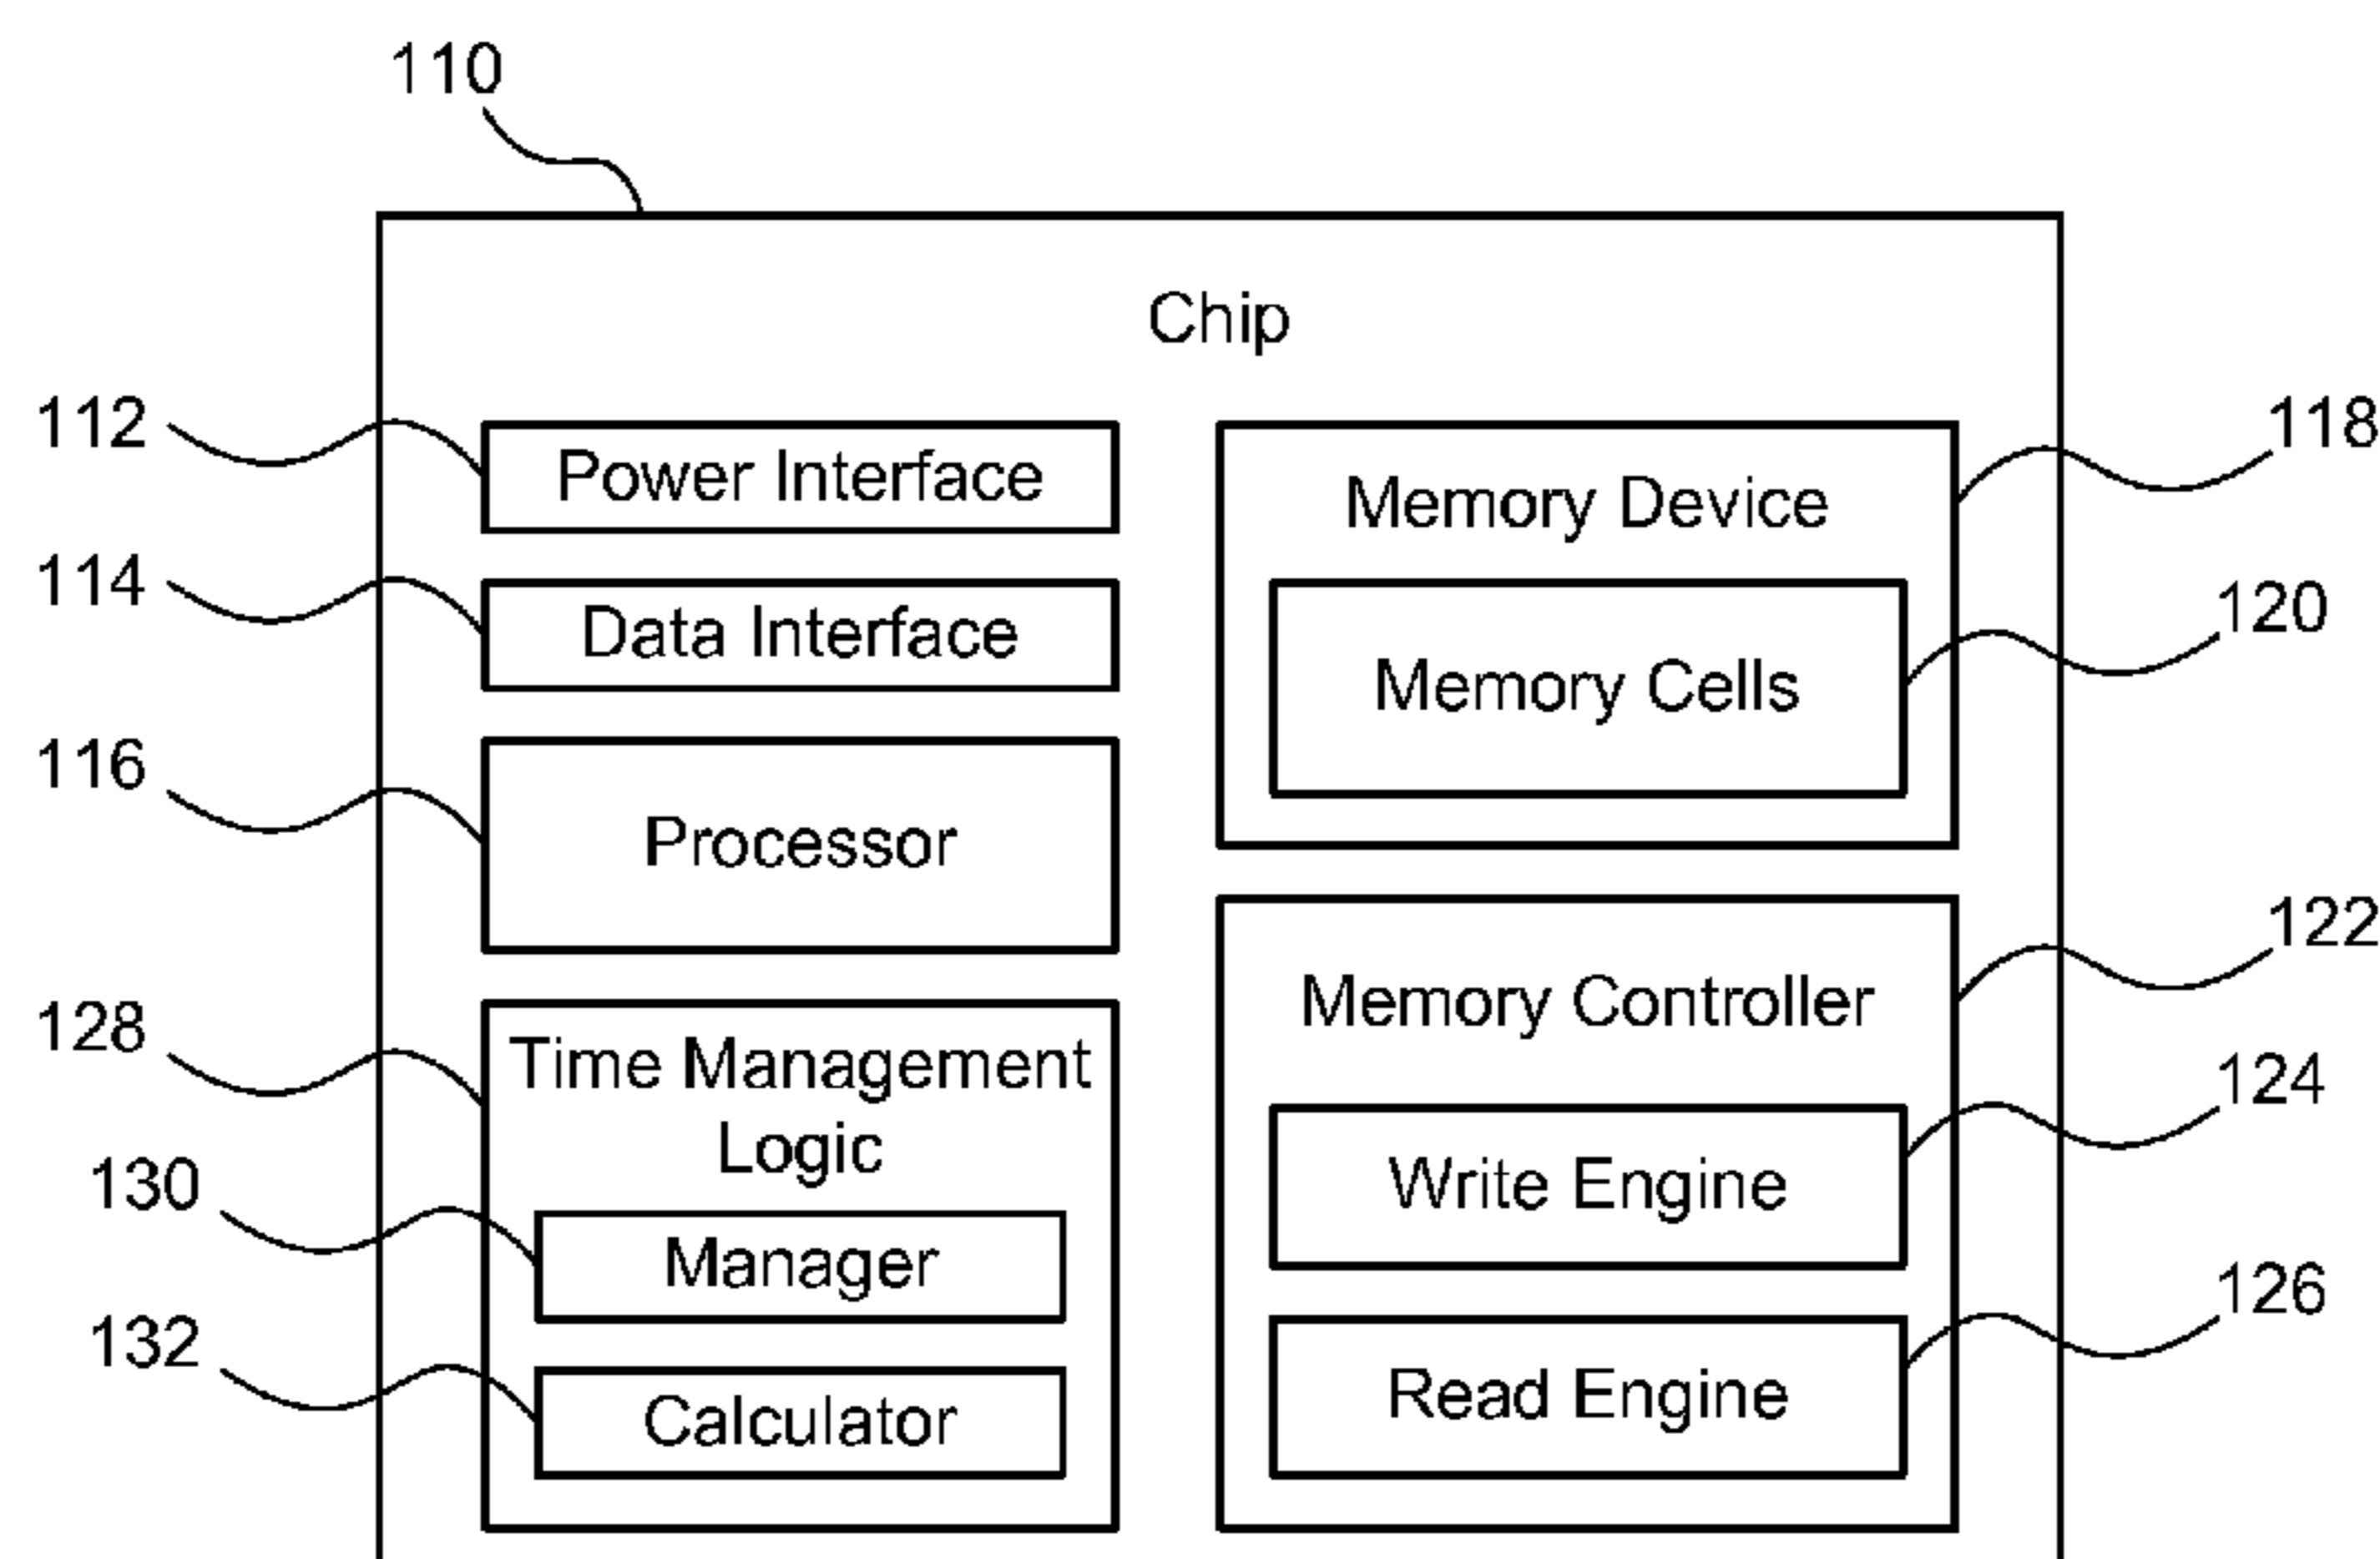 110
Chip
112
Power Interface
114
Data Interface
116
Processor
128
Time Management
Logic
130
Manager
132
Calculator
118
Memory Device
120
Memory Cells
122
Memory Controller
124
Write Engine
126
Read Engine